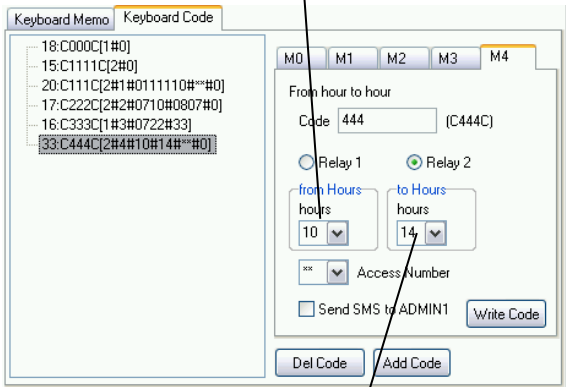 Keyboard Memo Keyboard Code
18:C000C[1#0]
15:C1111C[2#0]
20:C111C[2#1#0111110#**#0]
17:C222C[2#2#0710#0807#0]
16:C333C[1#3#0722#33]
33:C444C[2#4#10#14#**#0]
M0 M1 M2 M3 M4
From hour to hour
Code 444 (C444C)
Relay 1 Relay 2
from Hours to Hours
hours hours
10 14
** Access Number
Send SMS to ADMIN1 Write Code
Del Code Add Code